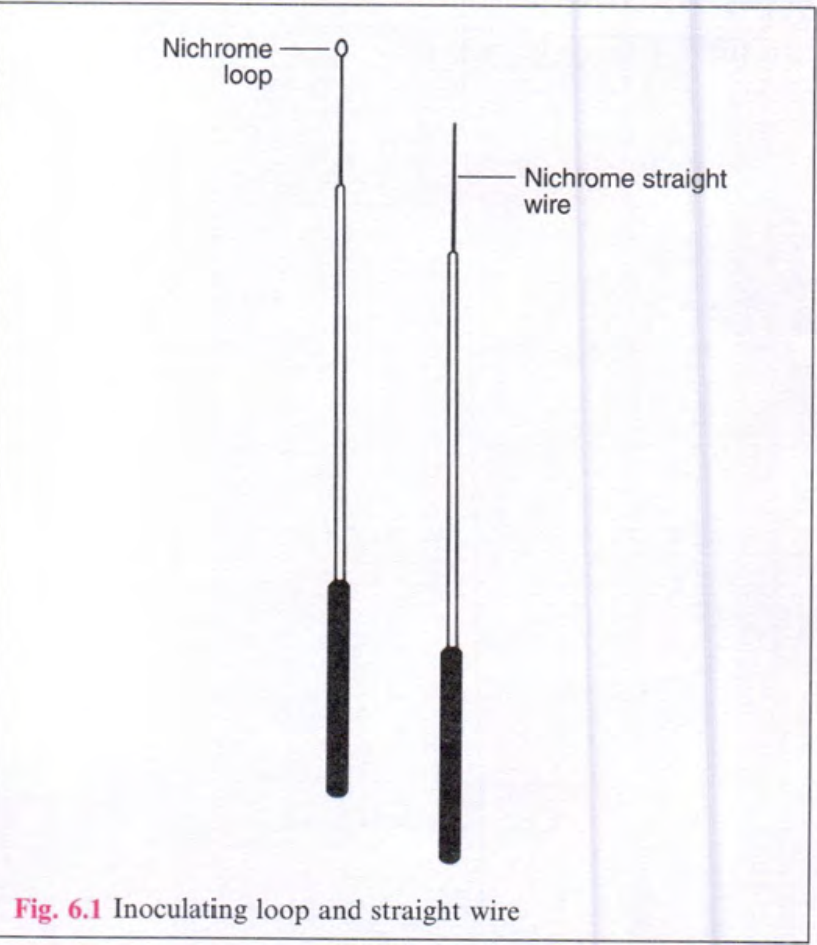 Nichrome
loop
Nichrome straight
wire
Fig. 6.1 Inoculating loop and straight wire